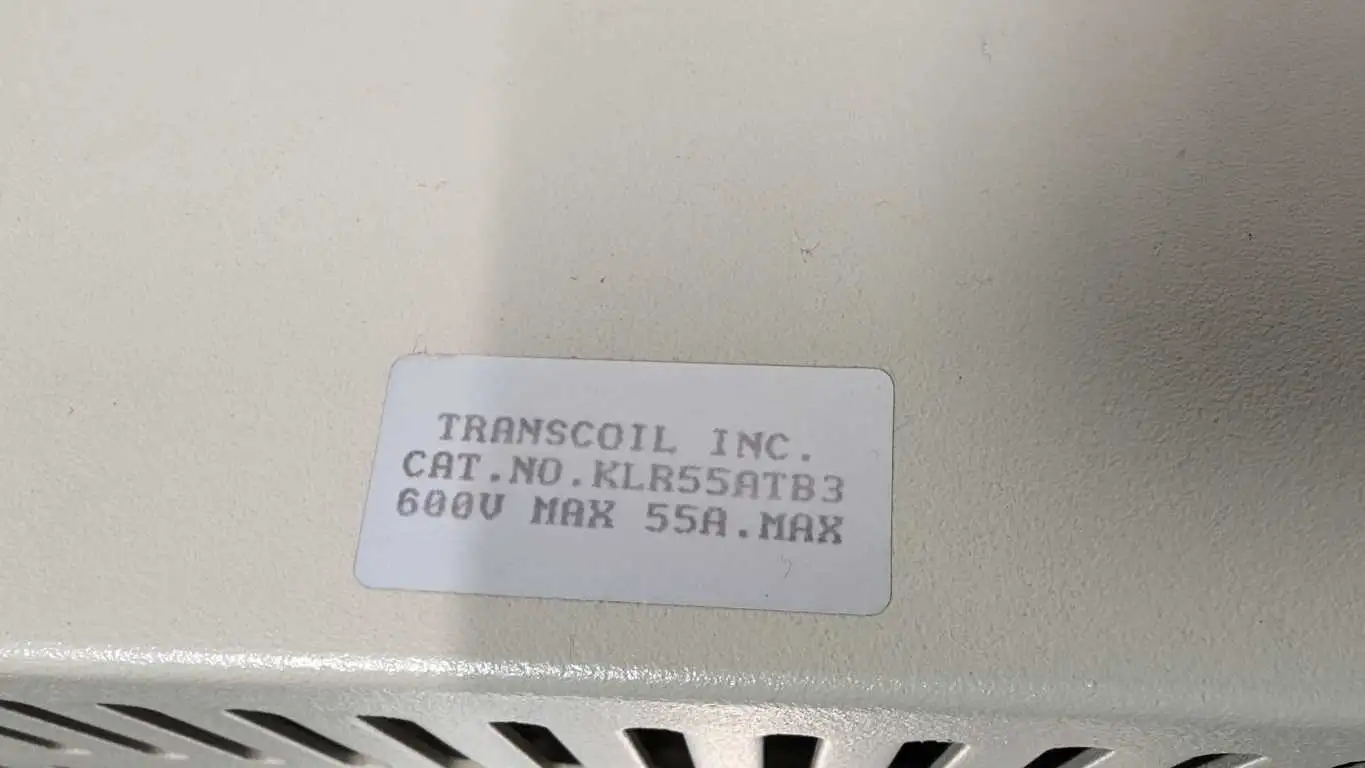 TRANSCOIL INC.
CAT.NO.KLR55ATB3
600V MAX 55A.MAX